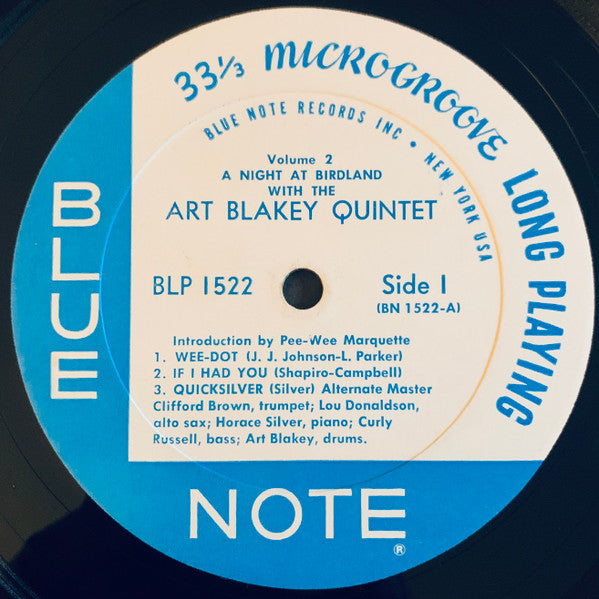 33⅓ MICROGROOVE LONG PLAYING
BLUE NOTE RECORDS INC • NEW YORK USA
Volume 2
A NIGHT AT BIRDLAND
WITH THE
ART BLAKEY QUINTET
BLP 1522
Side 1
(BN 1522-A)
Introduction by Pee-Wee Marquette
1. WEE-DOT (J. J. Johnson-L. Parker)
2. IF I HAD YOU (Shapiro-Campbell)
3. QUICKSILVER (Silver) Alternate Master
Clifford Brown, trumpet; Lou Donaldson,
alto sax; Horace Silver, piano; Curly
Russell, bass; Art Blakey, drums.
BLUE
NOTE®